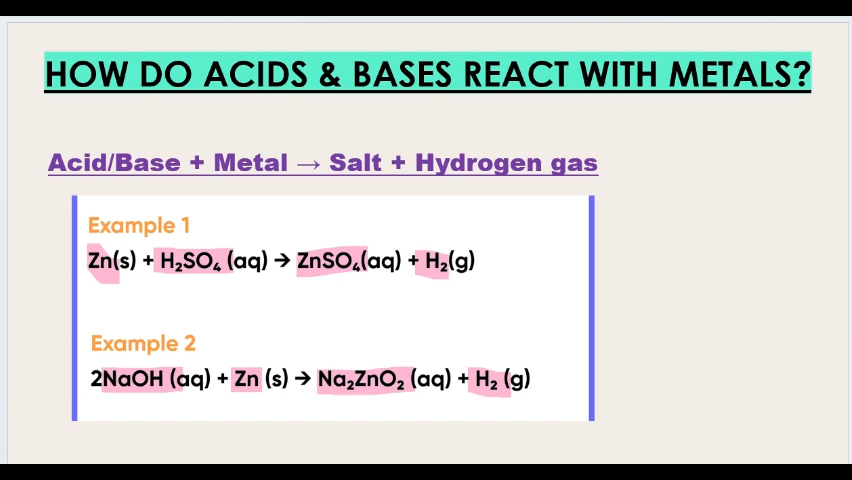 HOW DO ACIDS & BASES REACT WITH METALS?
Acid/Base + Metal → Salt + Hydrogen gas
Example 1
Zn(s) + H₂SO₄ (aq) → ZnSO₄(aq) + H₂(g)
Example 2
2NaOH (aq) + Zn (s) → Na₂ZnO₂ (aq) + H₂ (g)